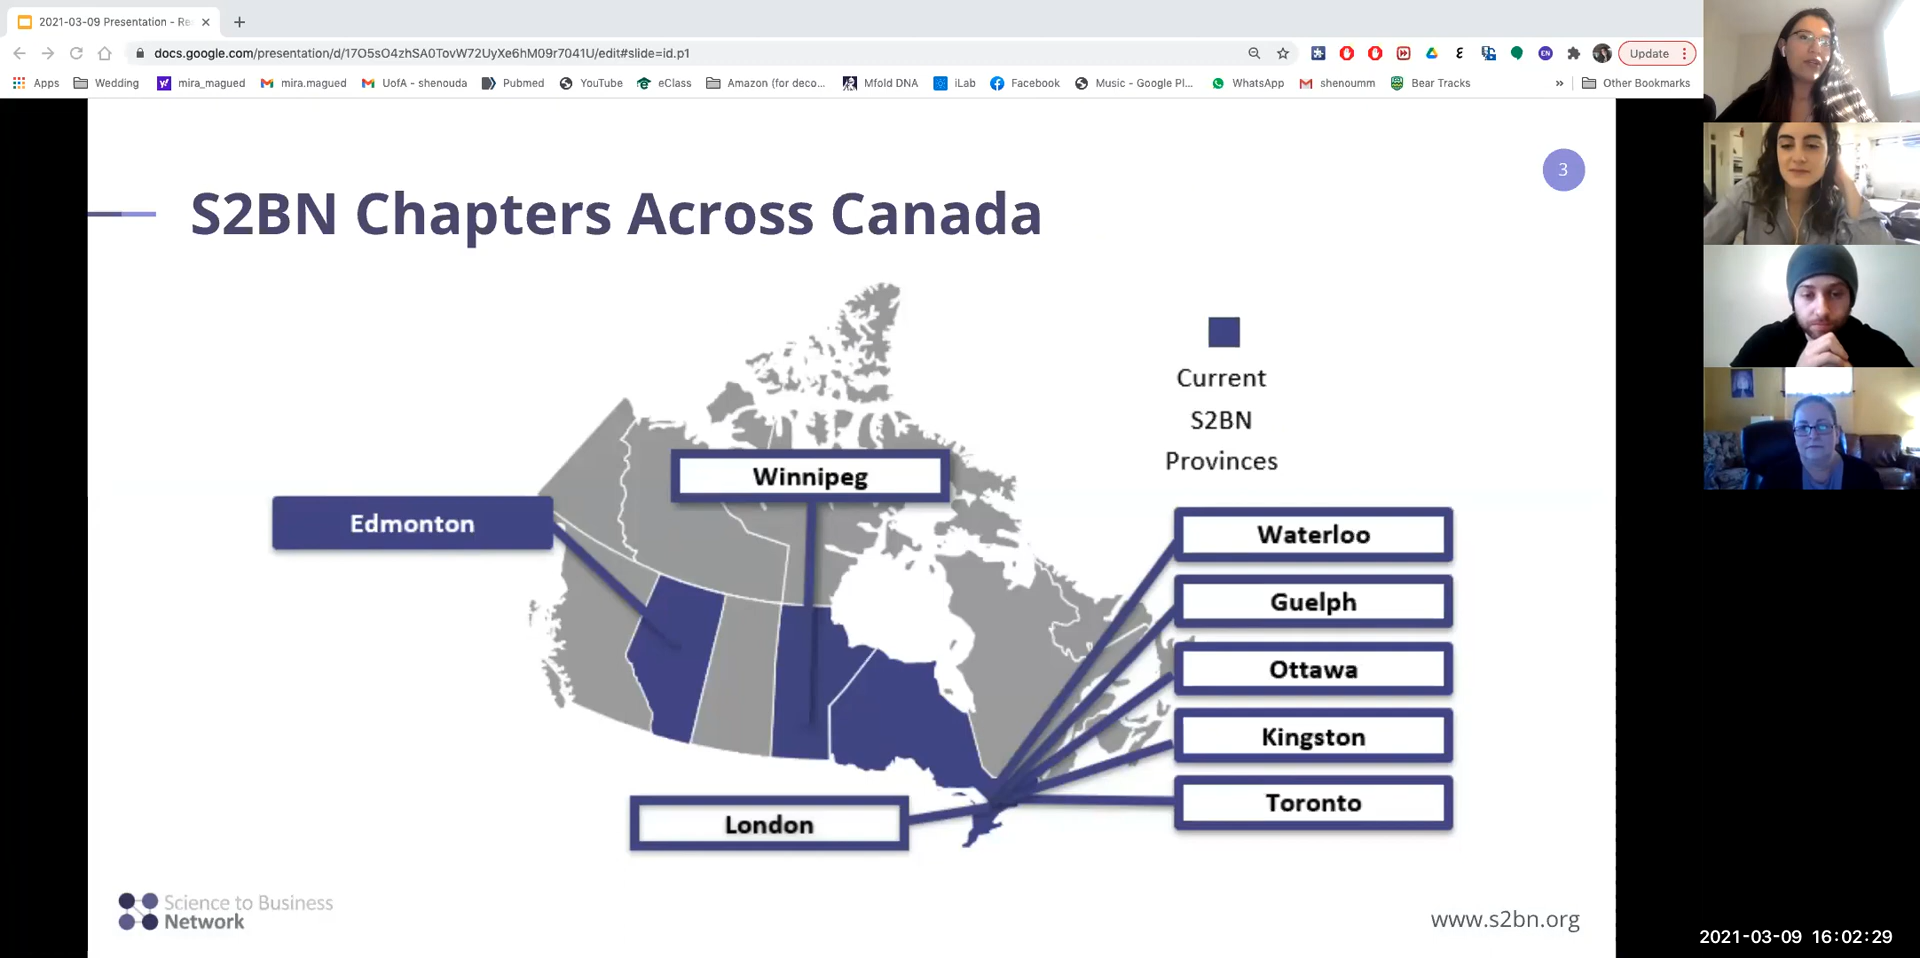 2021-03-09 Presentation - Re
docs.google.com/presentation/d/17O5sO4zhSA0TovW72UyXe6hM09r7041U/edit#slide=id.p1
Update
Apps Wedding mira_magued mira.magued UofA - shenouda Pubmed YouTube eClass Amazon (for deco... Mfold DNA iLab Facebook Music - Google Pl... WhatsApp shenoumm Bear Tracks » Other Bookmarks
3
S2BN Chapters Across Canada
Current
S2BN
Provinces
Winnipeg
Edmonton
Waterloo
Guelph
Ottawa
Kingston
Toronto
London
Science to Business
Network
www.s2bn.org
2021-03-09 16:02:29